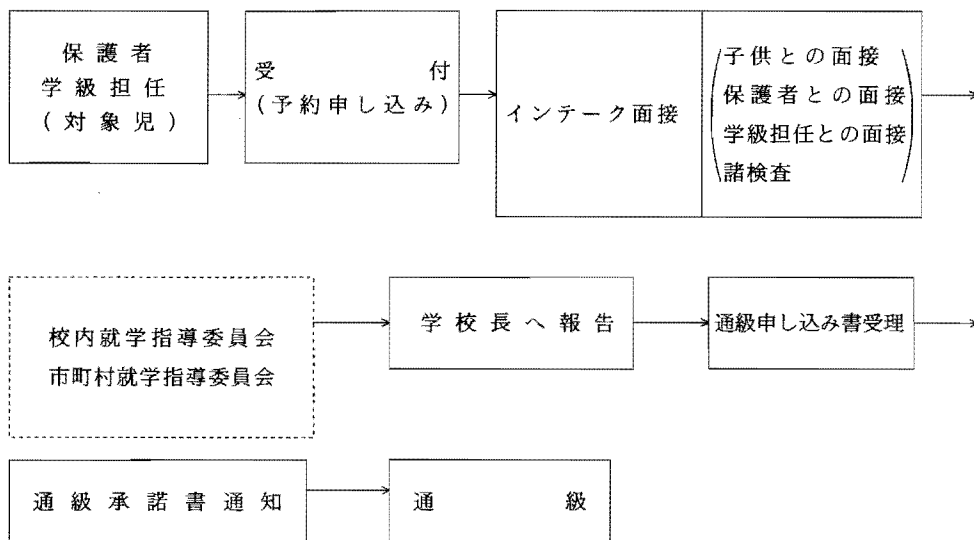 保護者
学級担任
(対象児)
受付
(予約申し込み)
インテーク面接
子供との面接
保護者との面接
学級担任との面接
諸検査
校内就学指導委員会
市町村就学指導委員会
学校長へ報告
通級申し込み書受理
通級承諾書通知
通級